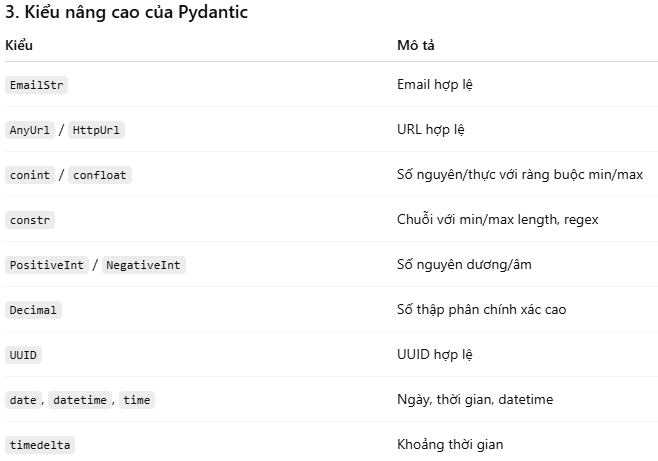 3. Kiểu nâng cao của Pydantic
Kiểu Mô tả
EmailStr Email hợp lệ
AnyUrl / HttpUrl URL hợp lệ
conint / confloat Số nguyên/thực với ràng buộc min/max
constr Chuỗi với min/max length, regex
PositiveInt / NegativeInt Số nguyên dương/âm
Decimal Số thập phân chính xác cao
UUID UUID hợp lệ
date, datetime, time Ngày, thời gian, datetime
timedelta Khoảng thời gian